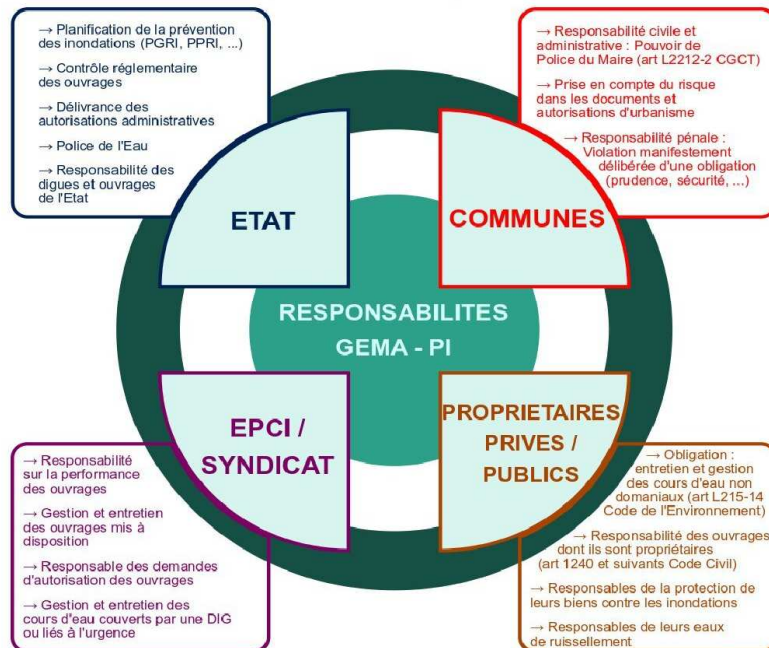 → Planification de la prévention
des inondations (PGRI, PPRI, ...)
→ Contrôle réglementaire
des ouvrages
→ Délivrance des
autorisations administratives
→ Police de l'Eau
→ Responsabilité des
digues et ouvrages
de l'Etat
ETAT
→ Responsabilité civile et
administrative : Pouvoir de
Police du Maire (art L2212-2 CGCT)
→ Prise en compte du risque
dans les documents et
autorisations d'urbanisme
→ Responsabilité pénale :
Violation manifestement
délibérée d'une obligation
(prudence, sécurité, ...)
COMMUNES
RESPONSABILITES
GEMA - PI
EPCI /
SYNDICAT
→ Responsabilité
sur la performance
des ouvrages
→ Gestion et entretien
des ouvrages mis à
disposition
→ Responsable des demandes
d'autorisation des ouvrages
→ Gestion et entretien des
cours d'eau couverts par une DIG
ou liés à l'urgence
PROPRIETAIRES
PRIVES /
PUBLICS
→ Obligation :
entretien et gestion
des cours d'eau non
domaniaux (art L215-14
Code de l'Environnement)
→ Responsabilité des ouvrages
dont ils sont propriétaires
(art 1240 et suivants Code Civil)
→ Responsables de la protection de
leurs biens contre les inondations
→ Responsables de leurs eaux
de ruissellement